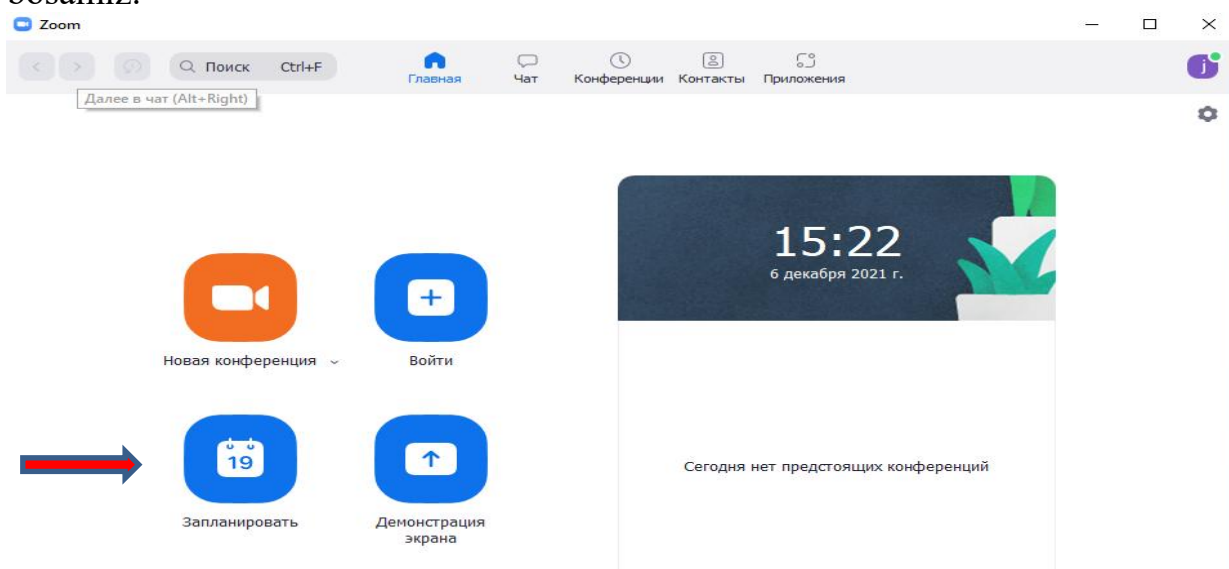 bosamiz.
Zoom
Поиск Ctrl+F
Главная
Чат
Конференции
Контакты
Приложения
j
Далее в чат (Alt+Right)
15:22
6 декабря 2021 г.
Новая конференция
Войти
19
Запланировать
Демонстрация
экрана
Сегодня нет предстоящих конференций